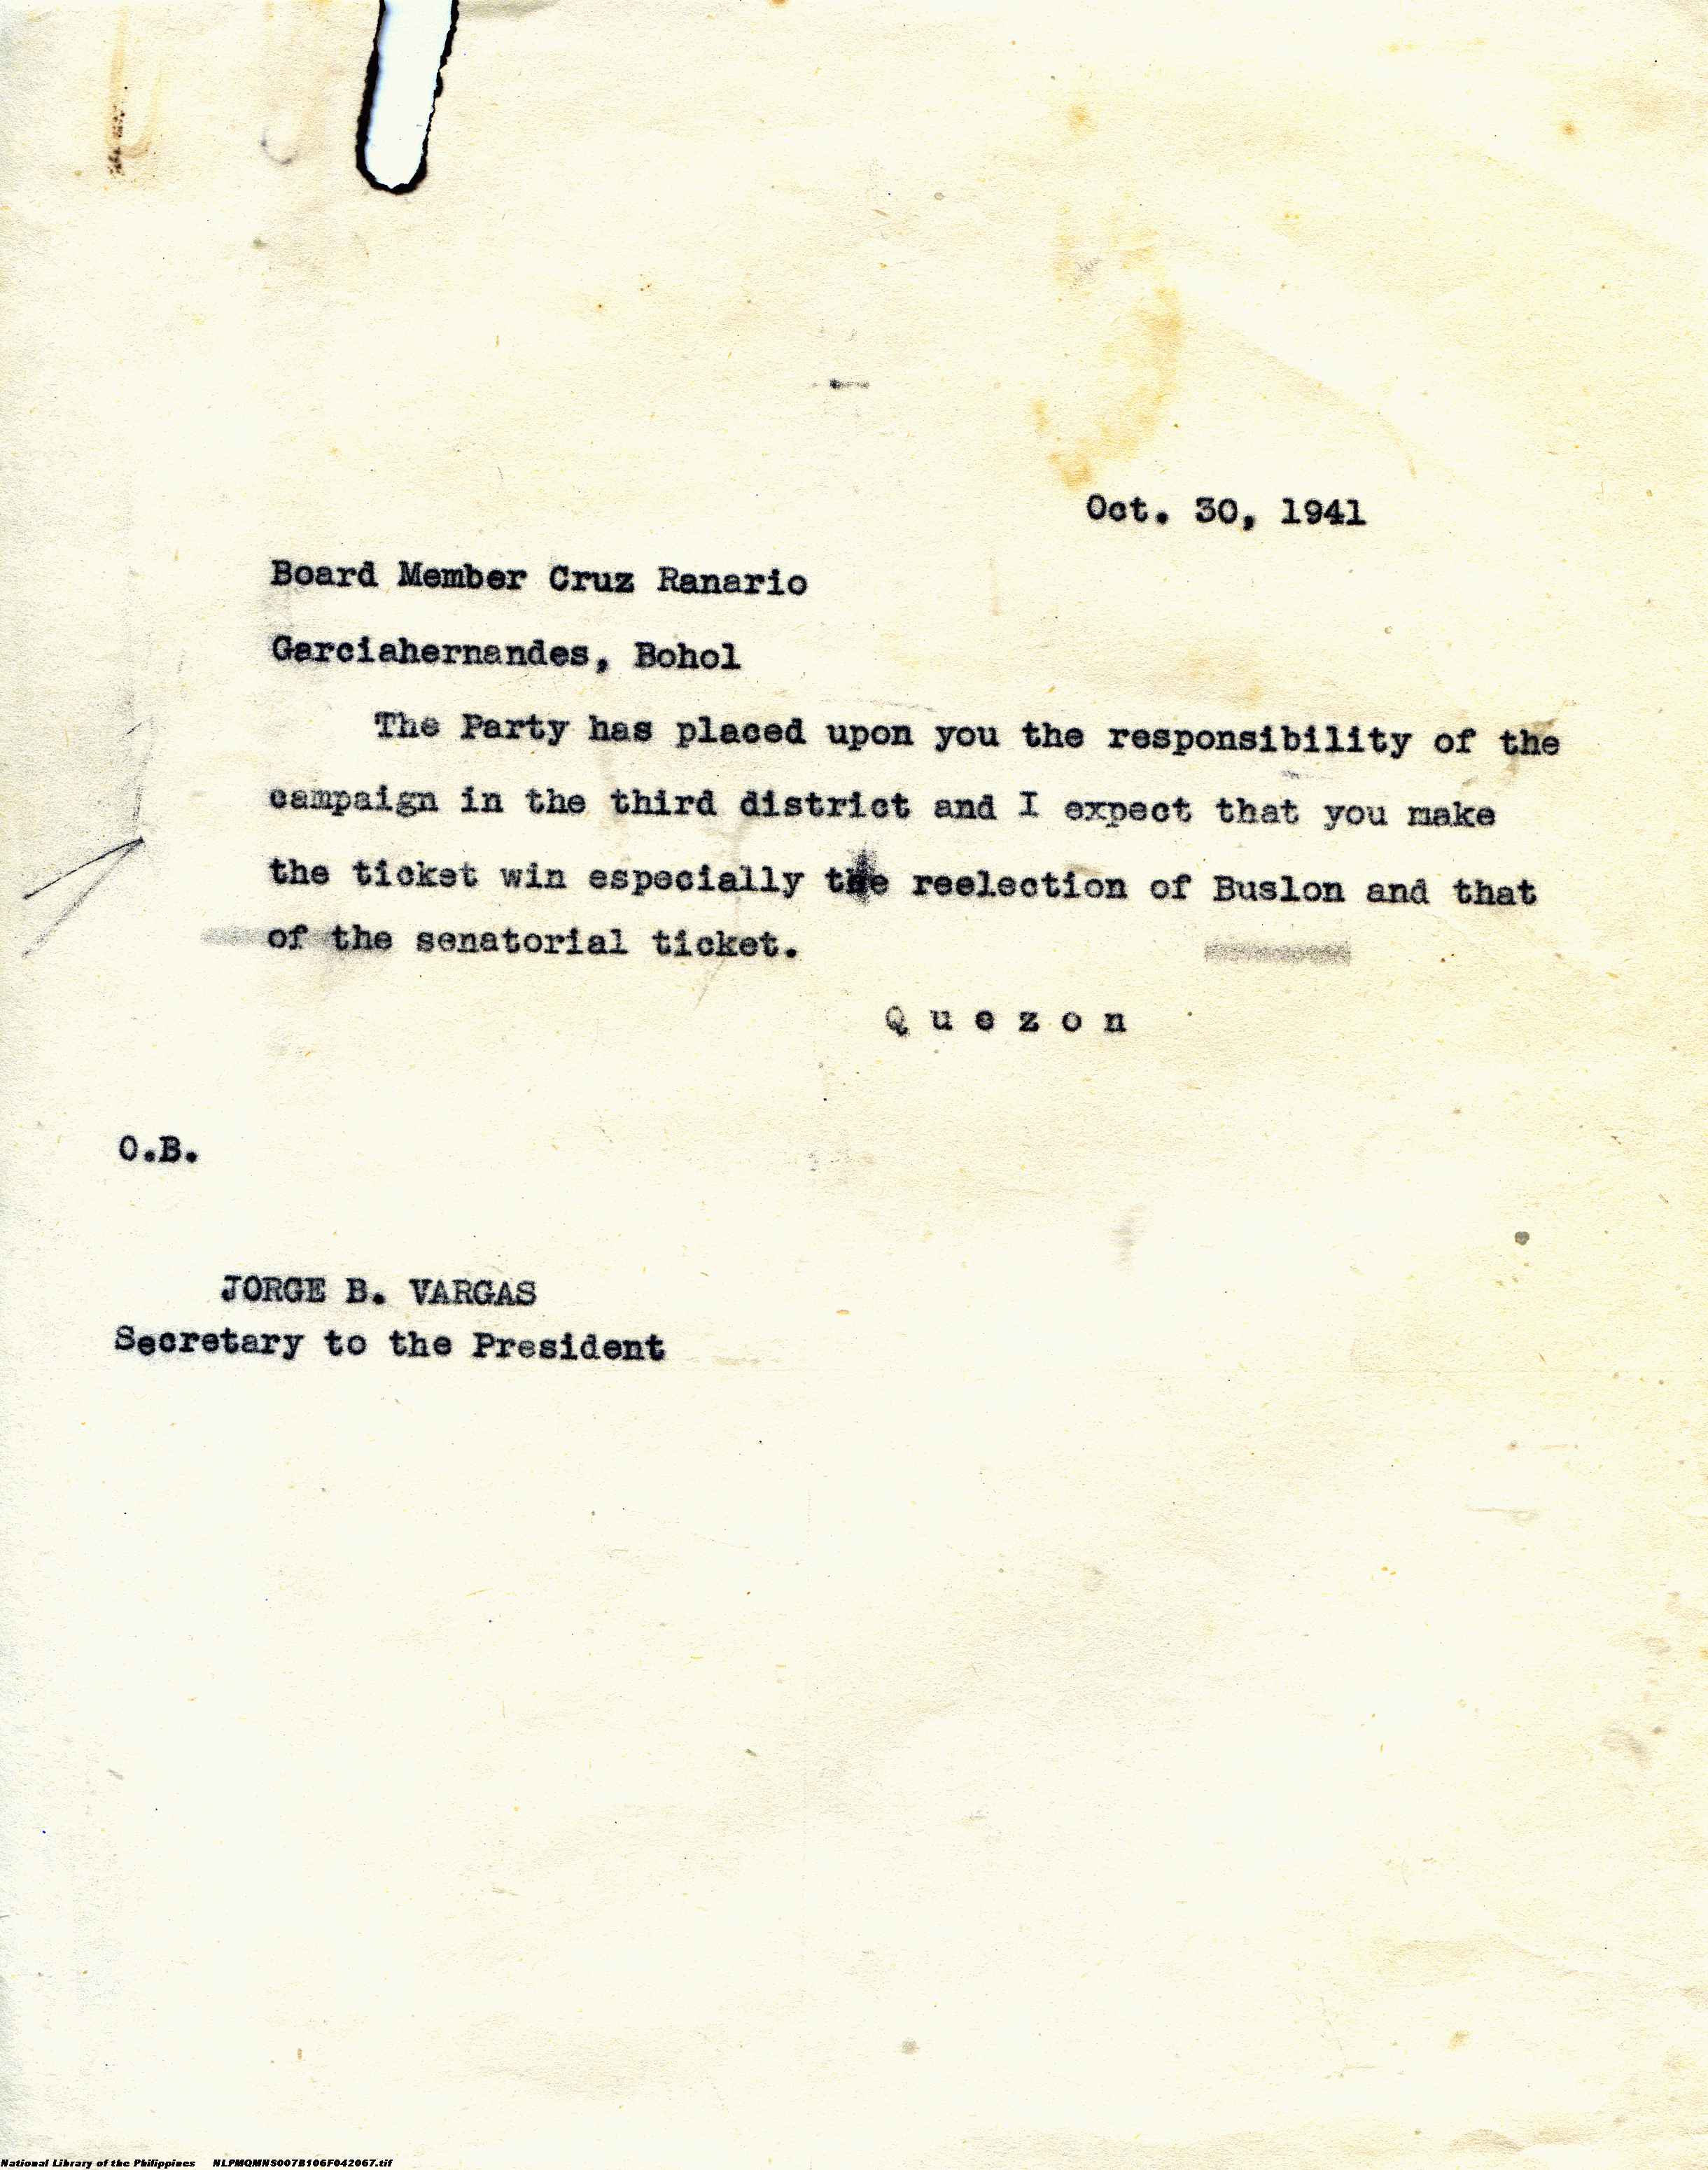 Oct. 30, 1941
Board Member Cruz Ranario
Garciahernandes, Bohol
The Party has placed upon you the responsibility of the
campaign in the third district and I expect that you make
the ticket win especially the reelection of Buslon and that
of the senatorial ticket.
Q u e z o n
O.B.
JORGE B. VARGAS
Secretary to the President
National Library of the Philippines NLPMQMNS007B106F042067.tif